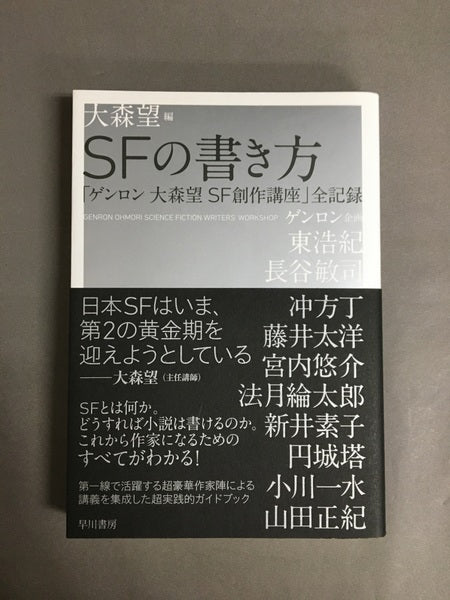 大森望 編
SFの書き方
「ゲンロン 大森望 SF創作講座」全記録
GENRON OHMORI SCIENCE FICTION WRITERS' WORKSHOP
ゲンロン 企画
東浩紀
長谷敏司
冲方丁
藤井太洋
宮内悠介
法月綸太郎
新井素子
円城塔
小川一水
山田正紀
日本SFはいま、
第2の黄金期を
迎えようとしている
――大森望（主任講師）
SFとは何か。
どうすれば小説は書けるのか。
これから作家になるための
すべてがわかる！
第一線で活躍する超豪華作家陣による
講義を集成した超実践的ガイドブック
早川書房